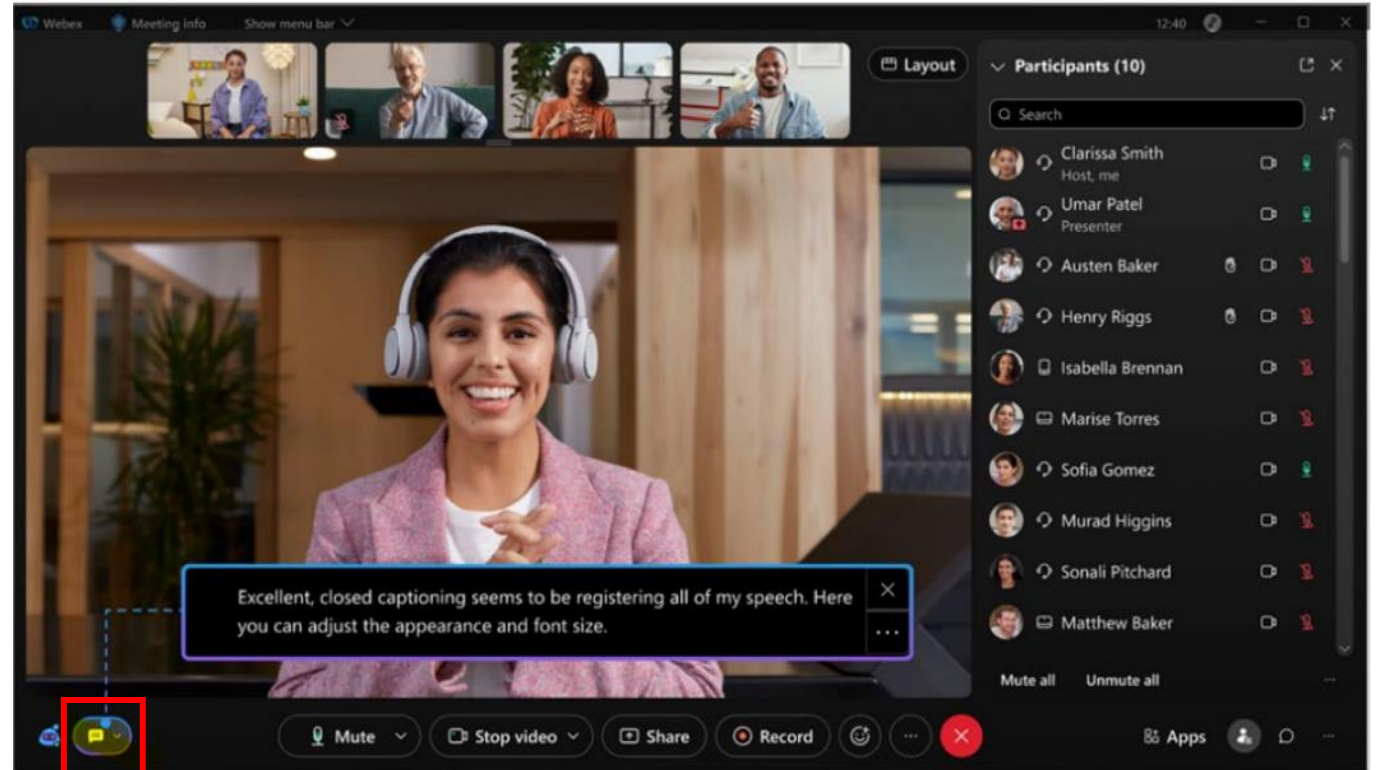 Webex Meeting info Show menu bar 12:40
Layout
Participants (10)
Search
Clarissa Smith
Host, me
Umar Patel
Presenter
Austen Baker
Henry Riggs
Isabella Brennan
Marise Torres
Sofia Gomez
Murad Higgins
Sonali Pitchard
Matthew Baker
Mute all Unmute all
Excellent, closed captioning seems to be registering all of my speech. Here
you can adjust the appearance and font size.
Mute Stop video Share Record Apps